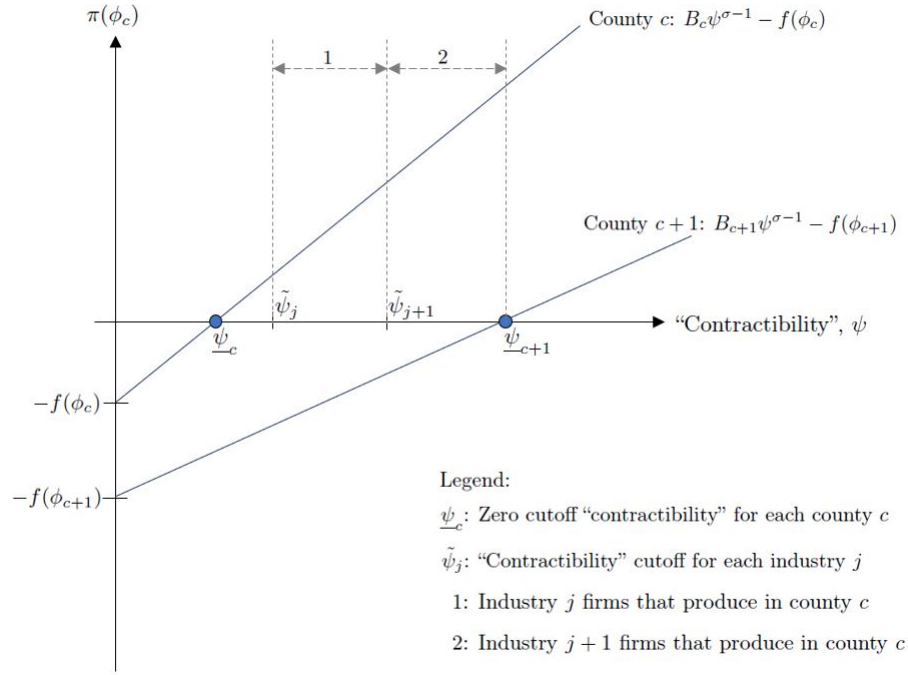 π(ϕ_c)
County c: B_cψ^{σ−1} − f(ϕ_c)
1
2
County c + 1: B_{c+1}ψ^{σ−1} − f(ϕ_{c+1})
ψ̃_j
ψ̃_{j+1}
"Contractibility", ψ
ψ̲_c
ψ̲_{c+1}
−f(ϕ_c)
−f(ϕ_{c+1})
Legend:
ψ̲_c: Zero cutoff "contractibility" for each county c
ψ̃_j: "Contractibility" cutoff for each industry j
1: Industry j firms that produce in county c
2: Industry j + 1 firms that produce in county c